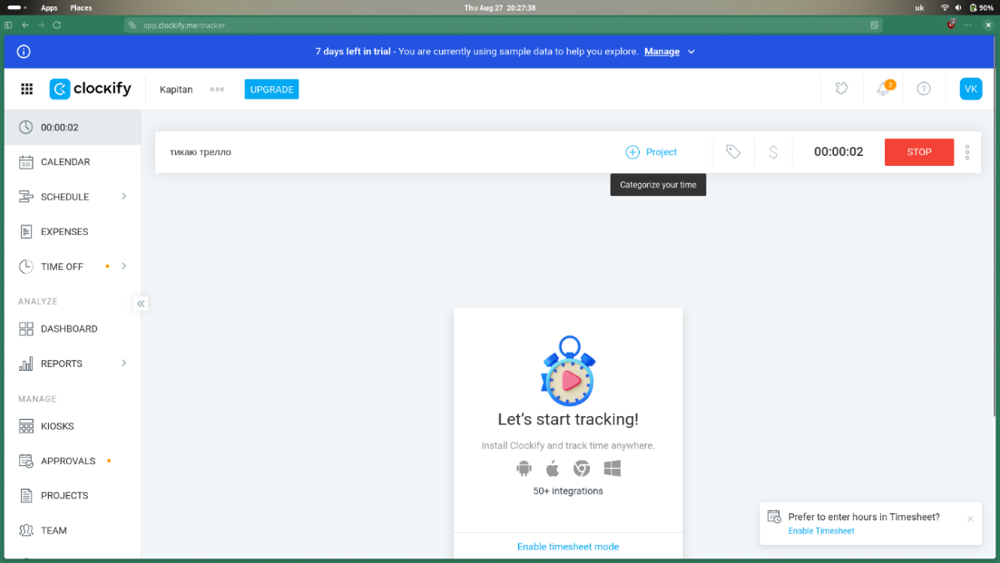 Apps Places Thu Aug 27 20:27:38 uk 90%
app.clockify.me/tracker
7 days left in trial - You are currently using sample data to help you explore. Manage
clockify Kapitan UPGRADE 2 ? VK
00:00:02
тикаю трелло Project $ 00:00:02 STOP
Categorize your time
CALENDAR
SCHEDULE
EXPENSES
TIME OFF
ANALYZE
DASHBOARD
REPORTS
MANAGE
KIOSKS
APPROVALS
PROJECTS
TEAM
Let's start tracking!
Install Clockify and track time anywhere.
50+ integrations
Enable timesheet mode
Prefer to enter hours in Timesheet?
Enable Timesheet